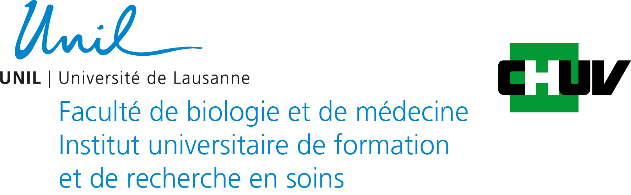 Unil
UNIL | Université de Lausanne
CHUV
Faculté de biologie et de médecine
Institut universitaire de formation
et de recherche en soins